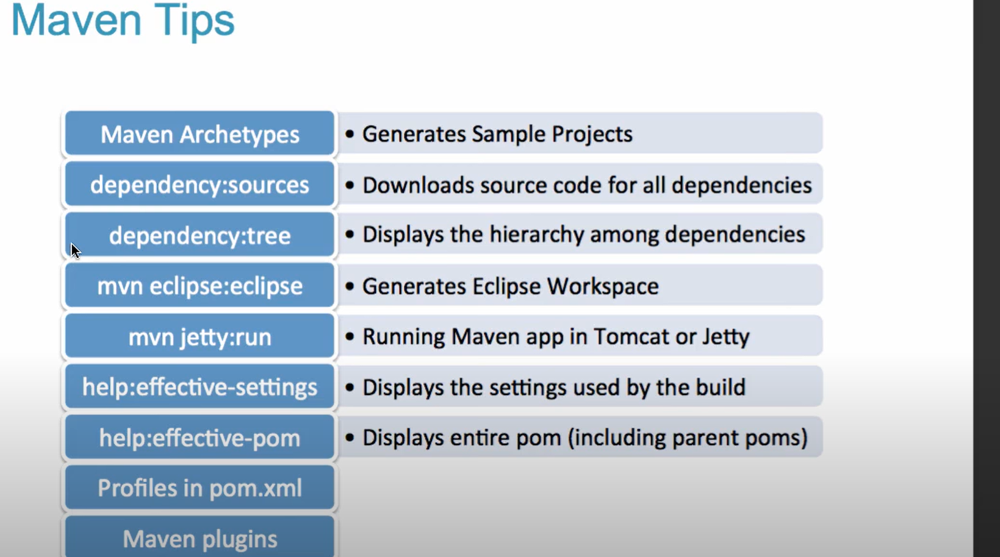 Maven Tips
Maven Archetypes
• Generates Sample Projects
dependency:sources
• Downloads source code for all dependencies
dependency:tree
• Displays the hierarchy among dependencies
mvn eclipse:eclipse
• Generates Eclipse Workspace
mvn jetty:run
• Running Maven app in Tomcat or Jetty
help:effective-settings
• Displays the settings used by the build
help:effective-pom
• Displays entire pom (including parent poms)
Profiles in pom.xml
Maven plugins